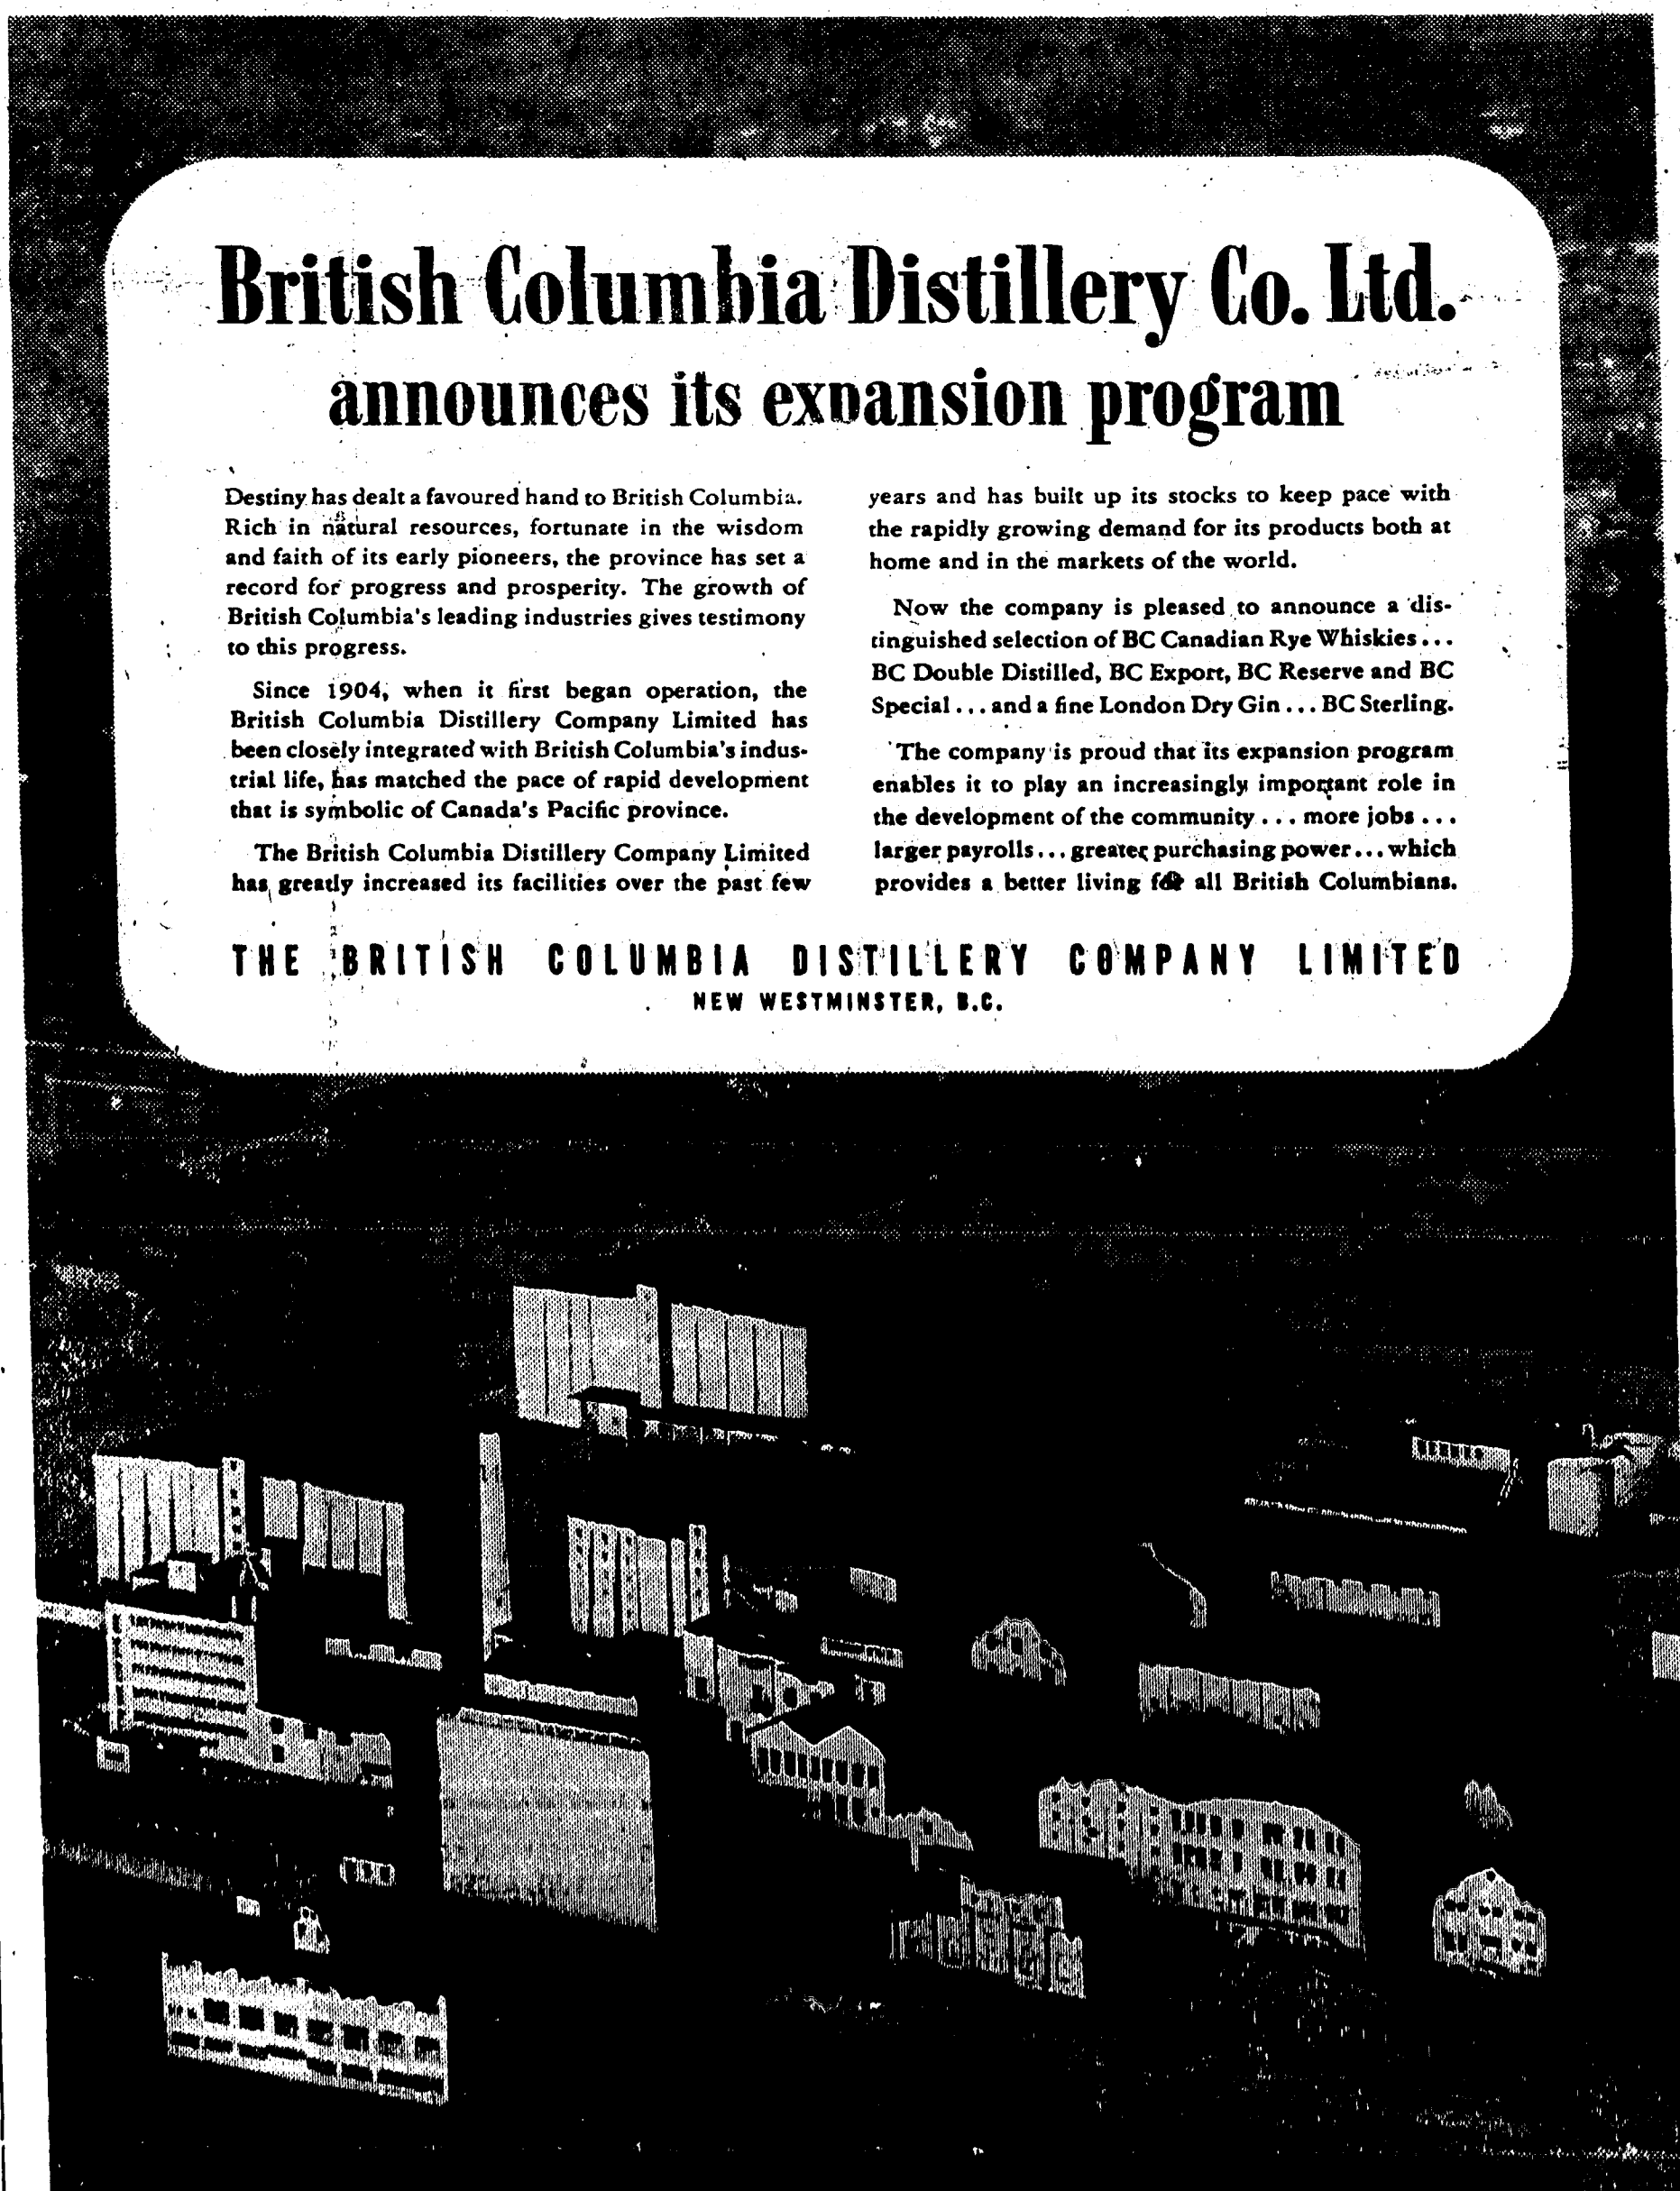 British Columbia Distillery Co. Ltd.
announces its expansion program
Destiny has dealt a favoured hand to British Columbia.
Rich in natural resources, fortunate in the wisdom
and faith of its early pioneers, the province has set a
record for progress and prosperity. The growth of
British Columbia's leading industries gives testimony
to this progress.
Since 1904, when it first began operation, the
British Columbia Distillery Company Limited has
been closely integrated with British Columbia's indus-
trial life, has matched the pace of rapid development
that is symbolic of Canada's Pacific province.
The British Columbia Distillery Company Limited
has greatly increased its facilities over the past few
years and has built up its stocks to keep pace with
the rapidly growing demand for its products both at
home and in the markets of the world.
Now the company is pleased to announce a dis-
tinguished selection of BC Canadian Rye Whiskies ...
BC Double Distilled, BC Export, BC Reserve and BC
Special ... and a fine London Dry Gin ... BC Sterling.
The company is proud that its expansion program
enables it to play an increasingly important role in
the development of the community ... more jobs ...
larger payrolls ... greater purchasing power ... which
provides a better living for all British Columbians.
THE BRITISH COLUMBIA DISTILLERY COMPANY LIMITED
NEW WESTMINSTER, B.C.